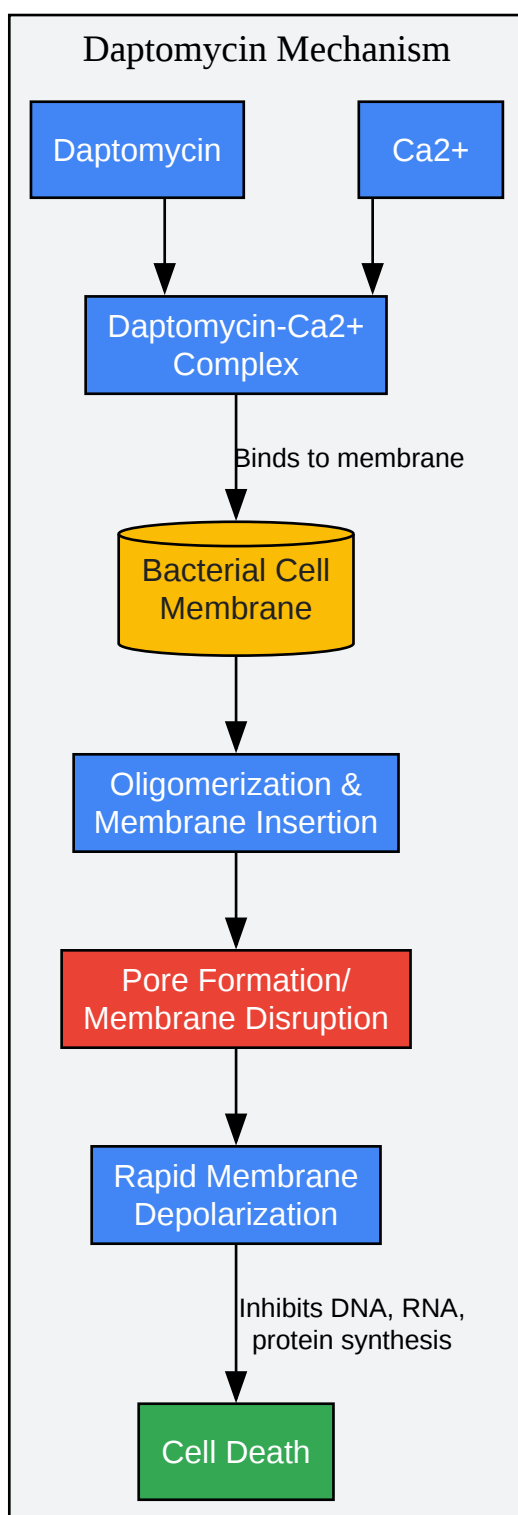 Daptomycin Mechanism
Daptomycin
Ca2+
Daptomycin-Ca2+
Complex
Binds to membrane
Bacterial Cell
Membrane
Oligomerization &
Membrane Insertion
Pore Formation/
Membrane Disruption
Rapid Membrane
Depolarization
Inhibits DNA, RNA,
protein synthesis
Cell Death